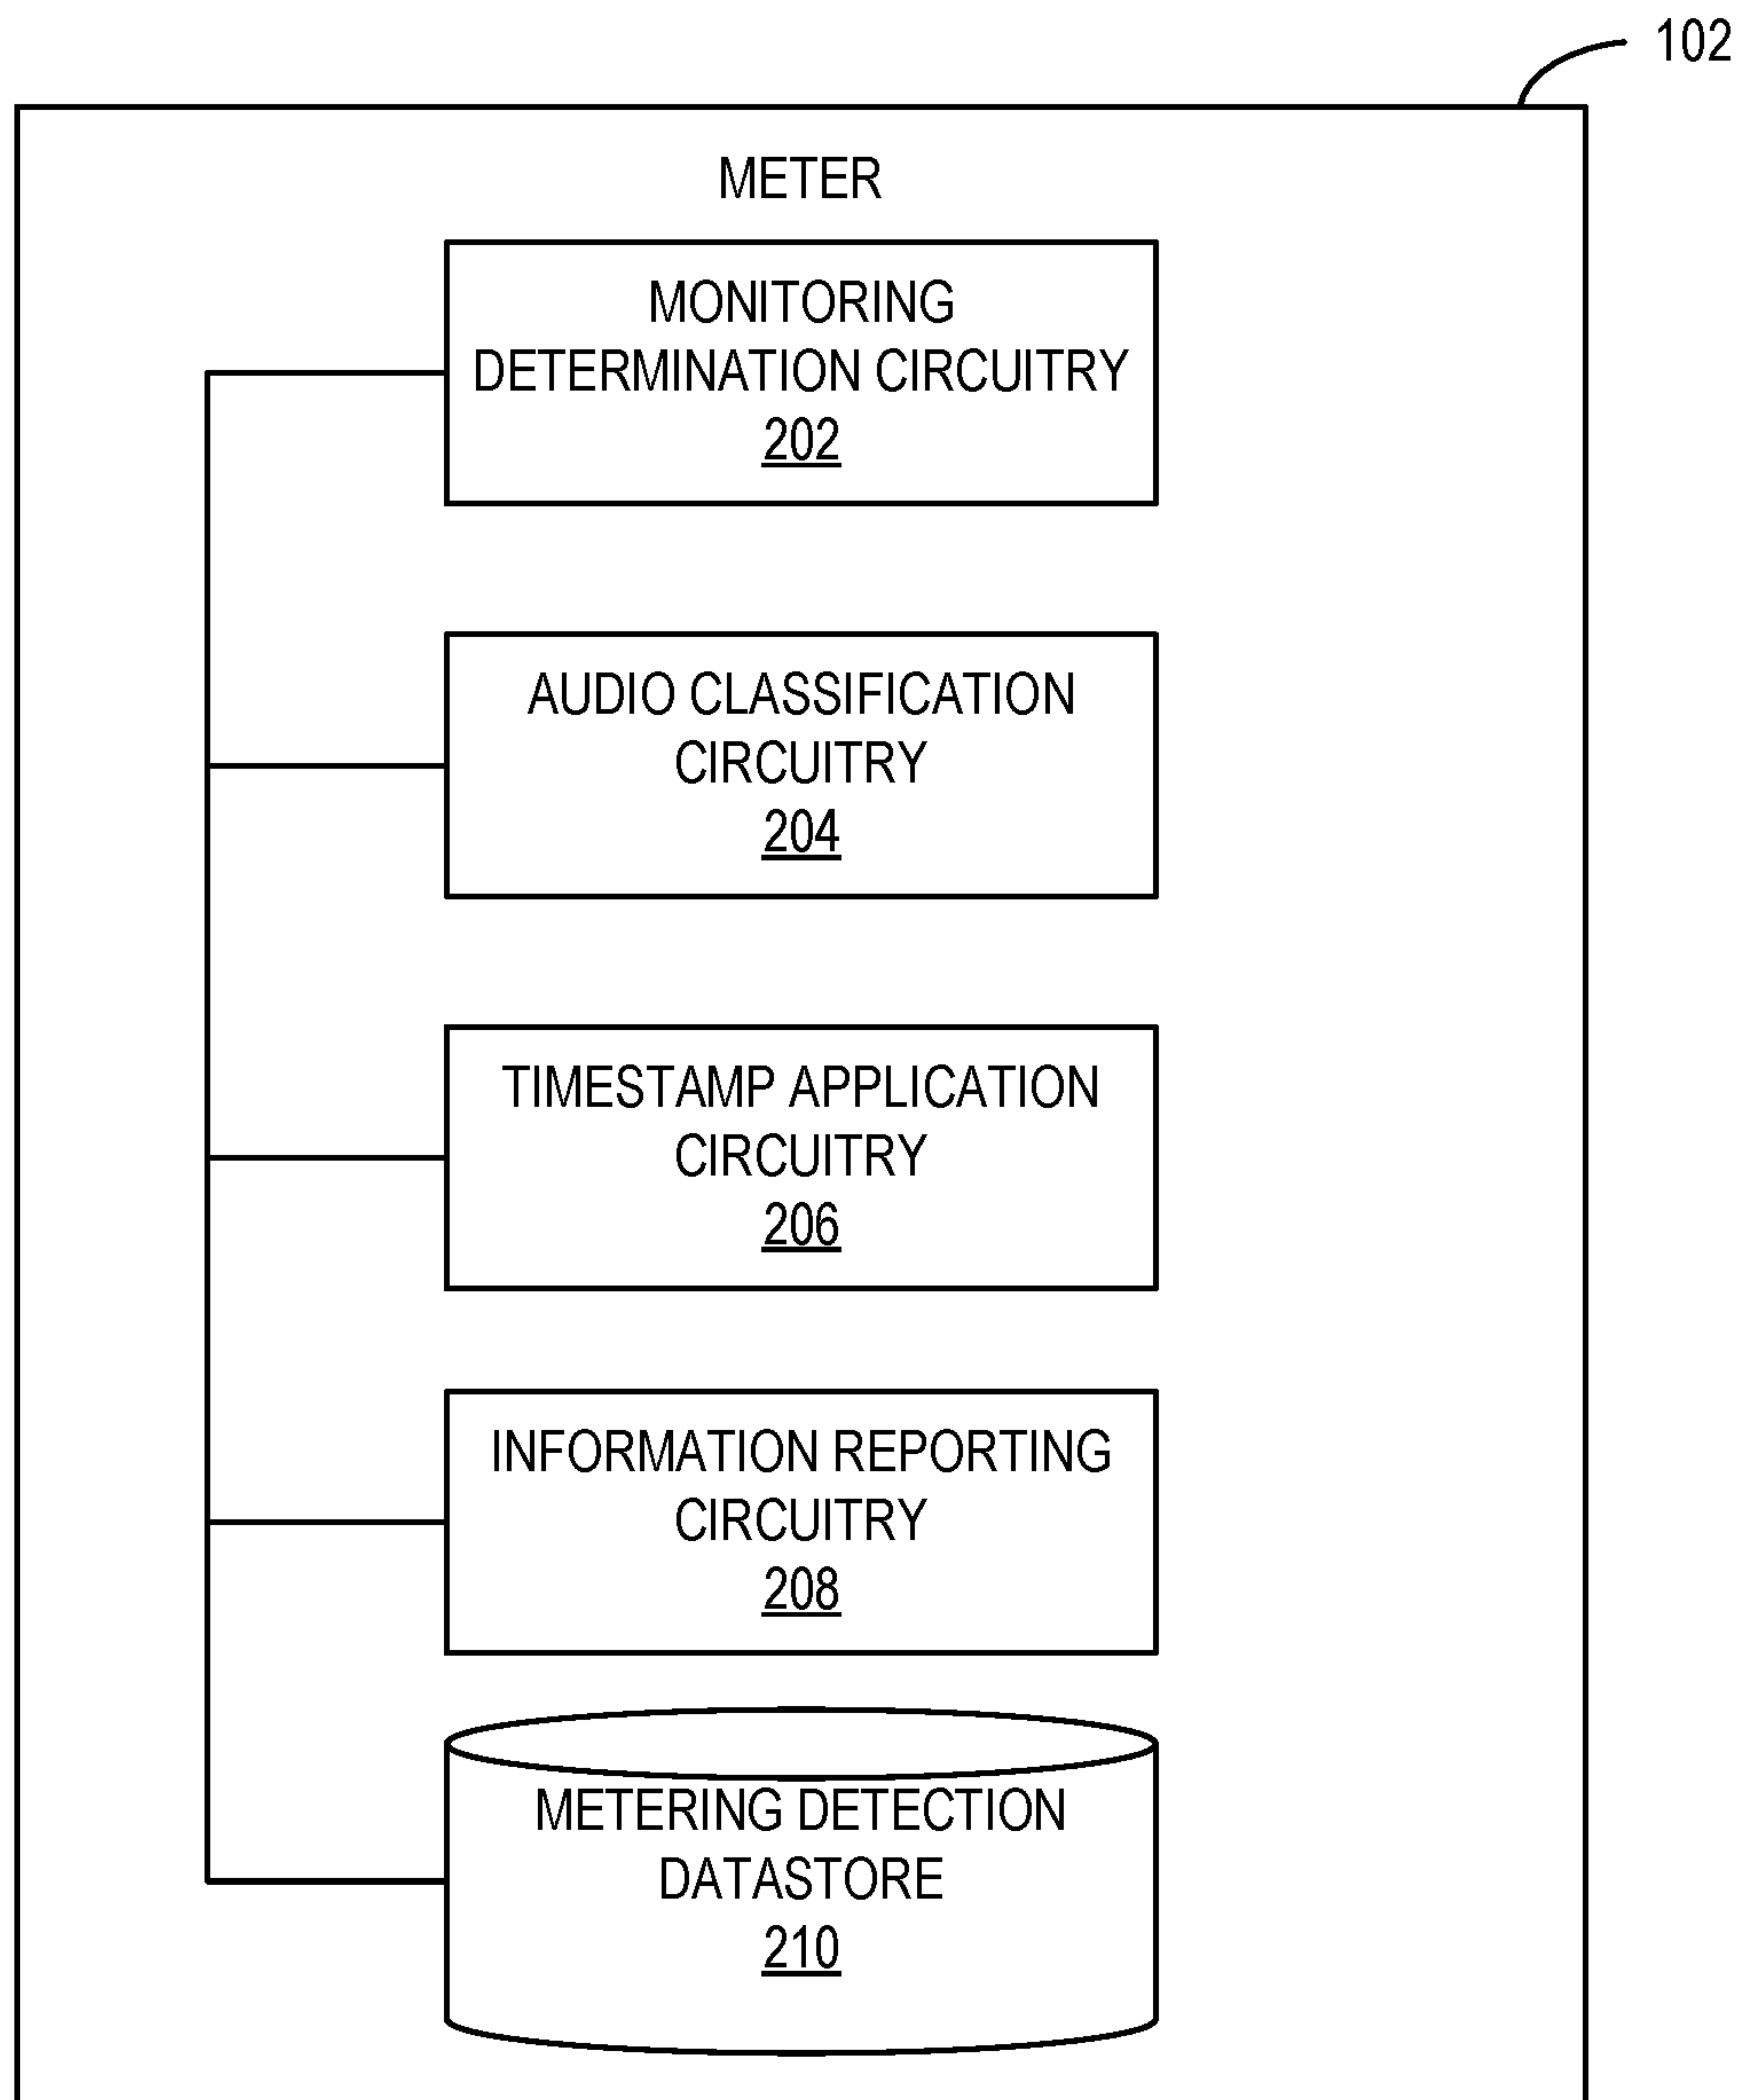 102
METER
MONITORING
DETERMINATION CIRCUITRY
202
AUDIO CLASSIFICATION
CIRCUITRY
204
TIMESTAMP APPLICATION
CIRCUITRY
206
INFORMATION REPORTING
CIRCUITRY
208
METERING DETECTION
DATASTORE
210